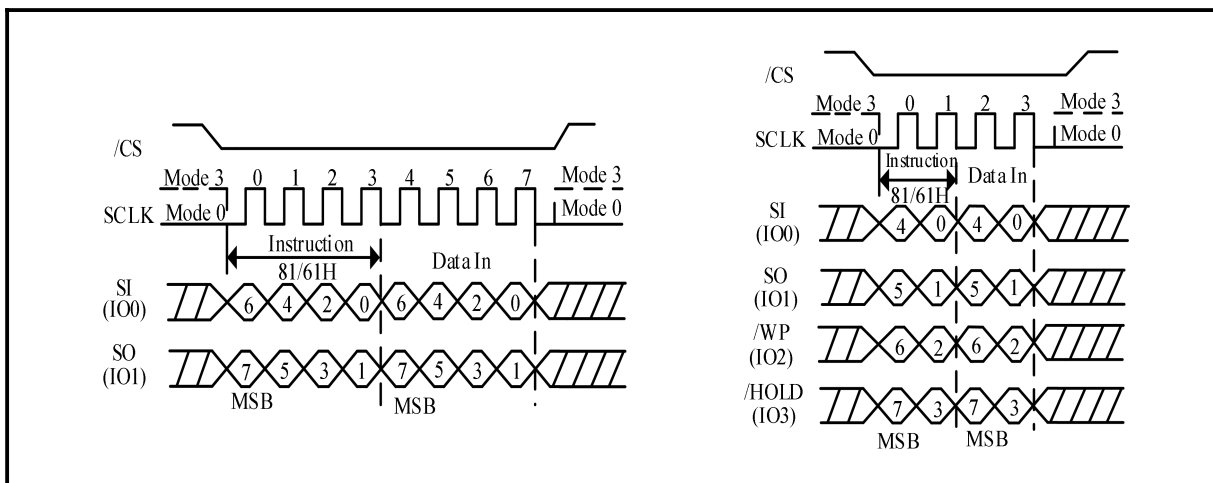 /CS
Mode 3 0 1 2 3 4 5 6 7 Mode 3
SCLK Mode 0 Mode 0
Instruction
81/61H Data In
SI
(IO0) 6 4 2 0 6 4 2 0
SO
(IO1) 7 5 3 1 7 5 3 1
MSB MSB
/CS
Mode 3 0 1 2 3 Mode 3
SCLK Mode 0 Mode 0
Instruction Data In
81/61H
SI
(IO0) 4 0 4 0
SO
(IO1) 5 1 5 1
/WP
(IO2) 6 2 6 2
/HOLD
(IO3) 7 3 7 3
MSB MSB